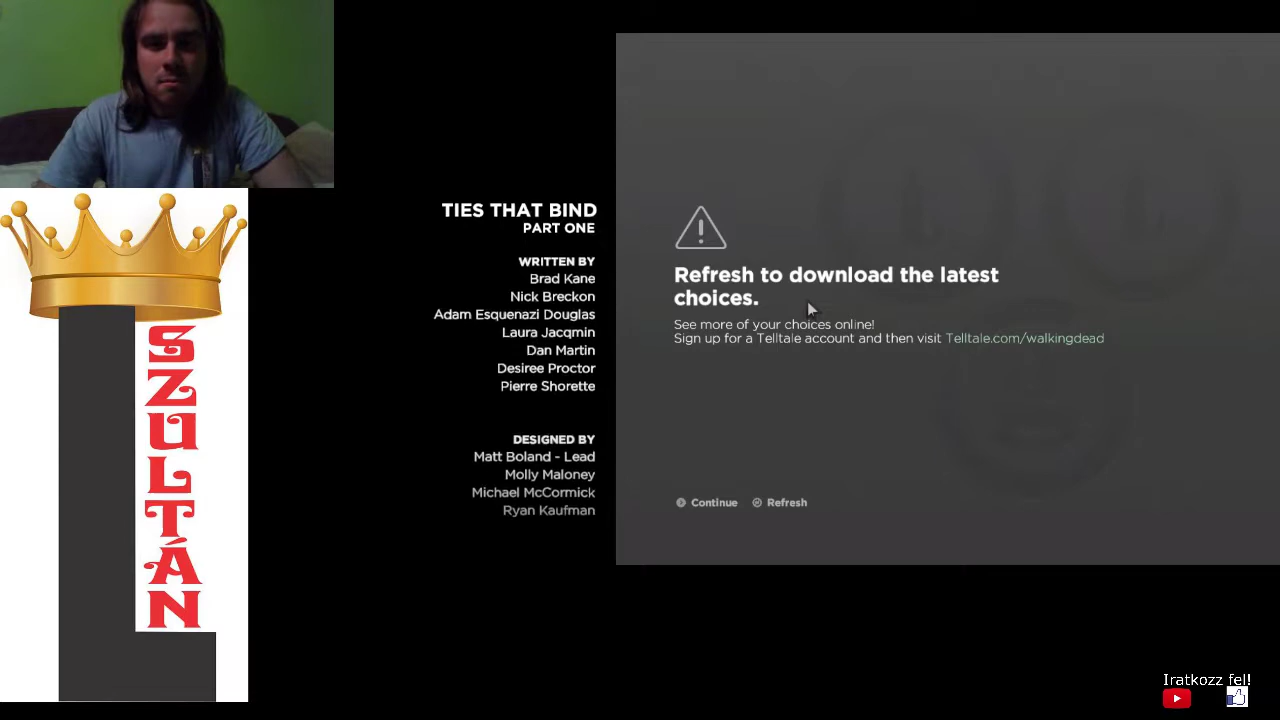 SZULTÁN
TIES THAT BIND
PART ONE
WRITTEN BY
Brad Kane
Nick Breckon
Adam Esquenazi Douglas
Laura Jacqmin
Dan Martin
Desiree Proctor
Pierre Shorette
DESIGNED BY
Matt Boland - Lead
Molly Maloney
Michael McCormick
Ryan Kaufman
Refresh to download the latest
choices.
See more of your choices online!
Sign up for a Telltale account and then visit Telltale.com/walkingdead
Continue Refresh
Iratkozz fel!